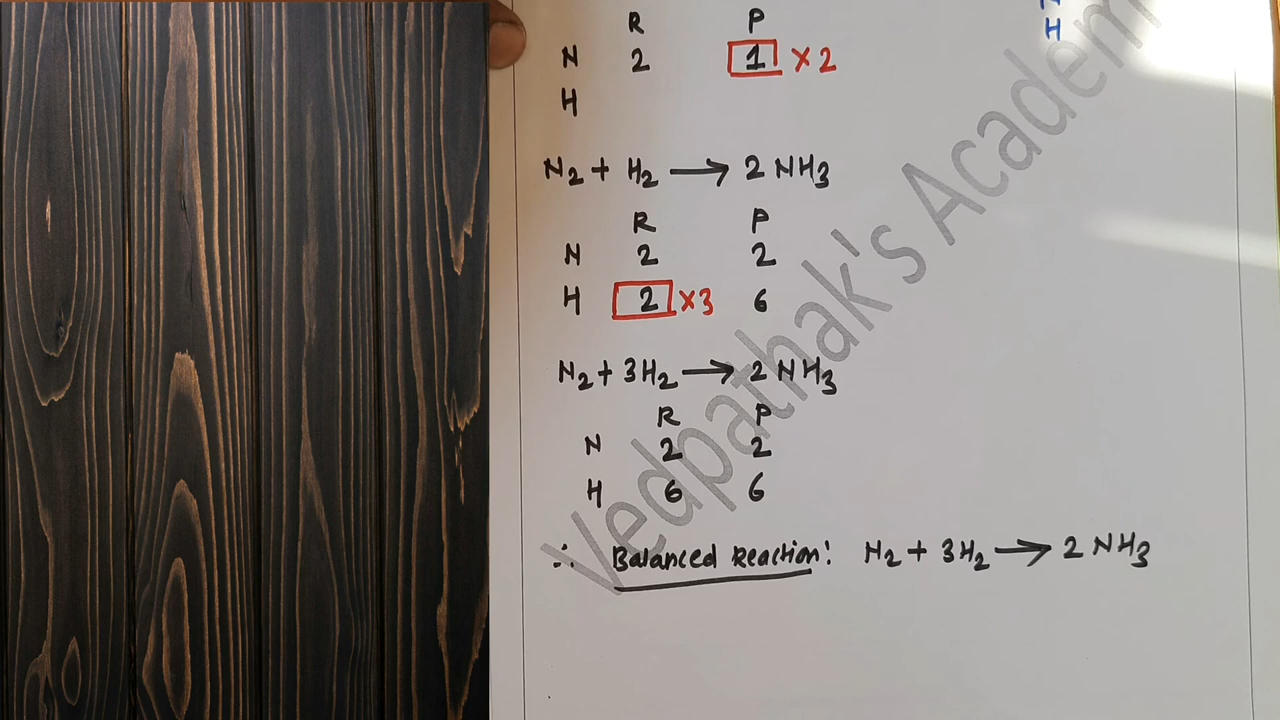 R P
N 2 1 ×2
H
N
H
N₂ + H₂ ⟶ 2 NH₃
R P
N 2 2
H 2 ×3 6
N₂ + 3H₂ ⟶ 2 NH₃
R P
N 2 2
H 6 6
∴ Balanced Reaction: N₂ + 3H₂ ⟶ 2 NH₃
Vedpathak's Academy